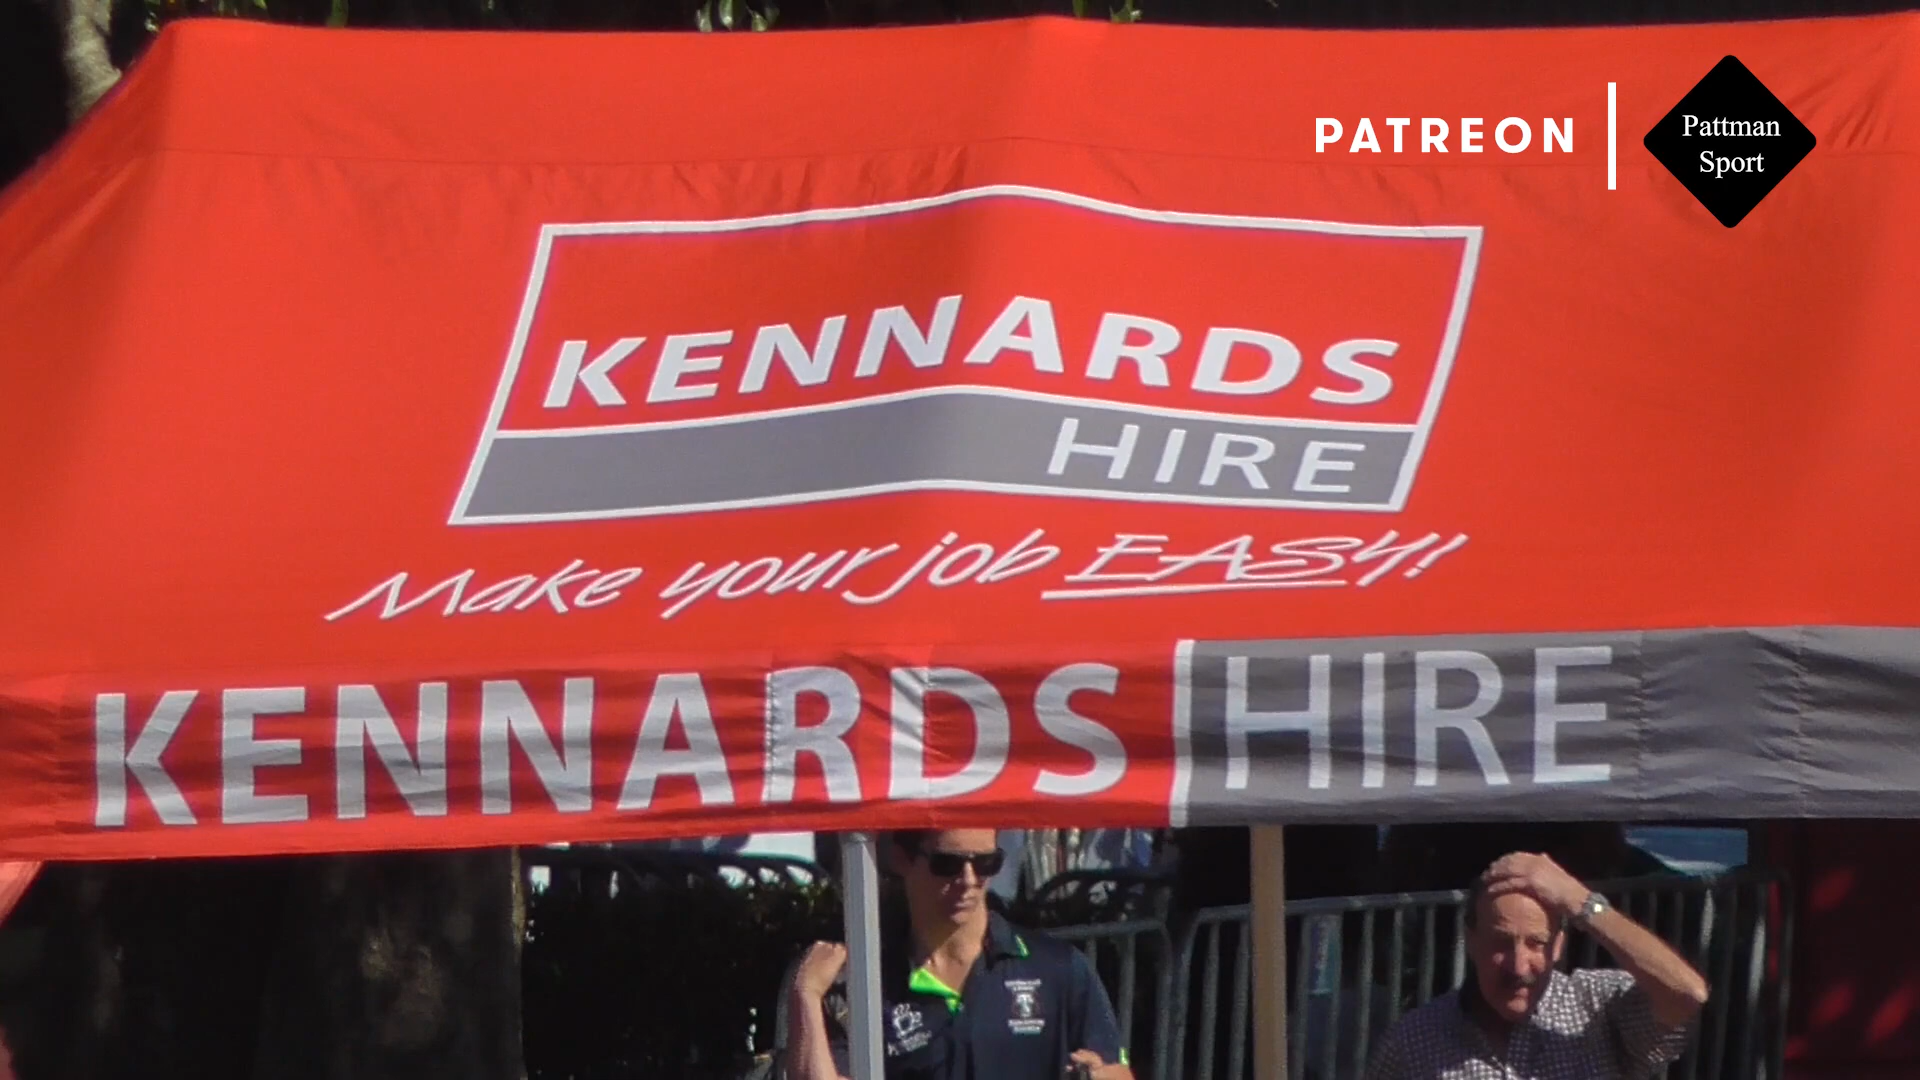 PATREON
Pattman
Sport
KENNARDS
HIRE
Make your job EASY!
KENNARDS HIRE